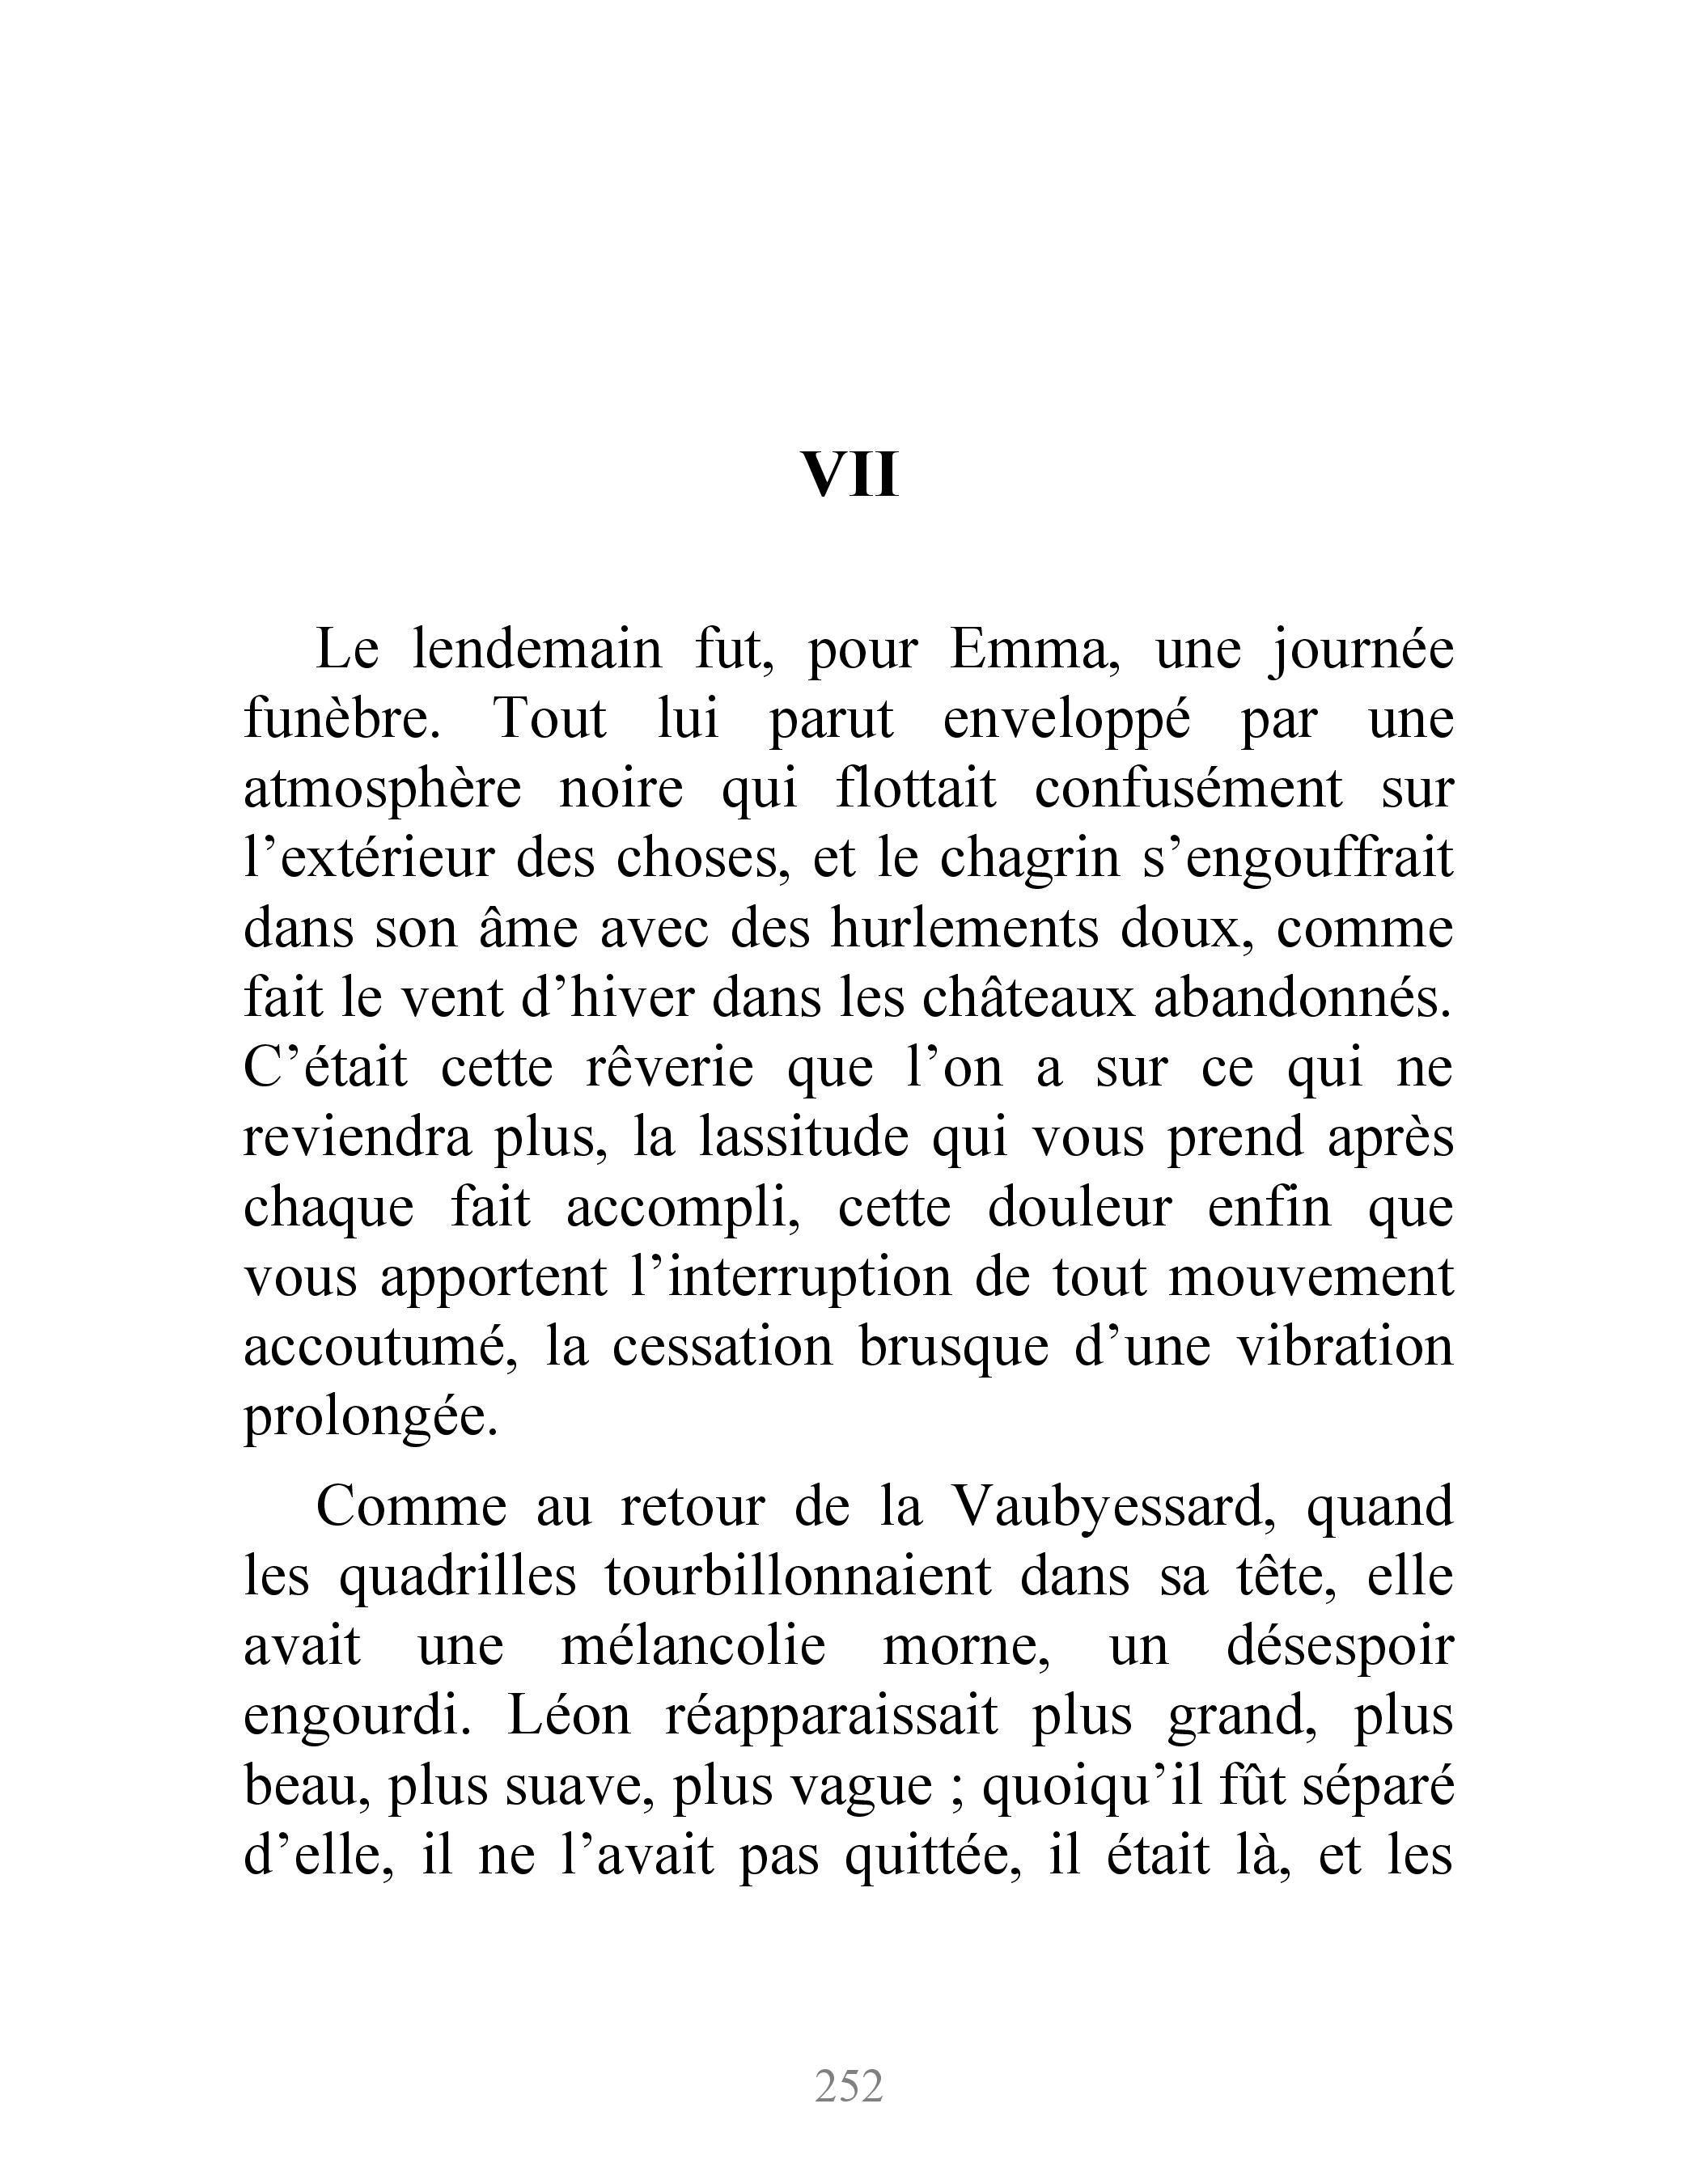 VII
Le lendemain fut, pour Emma, une journée
funèbre. Tout lui parut enveloppé par une
atmosphère noire qui flottait confusément sur
l’extérieur des choses, et le chagrin s’engouffrait
dans son âme avec des hurlements doux, comme
fait le vent d’hiver dans les châteaux abandonnés.
C’était cette rêverie que l’on a sur ce qui ne
reviendra plus, la lassitude qui vous prend après
chaque fait accompli, cette douleur enfin que
vous apportent l’interruption de tout mouvement
accoutumé, la cessation brusque d’une vibration
prolongée.
Comme au retour de la Vaubyessard, quand
les quadrilles tourbillonnaient dans sa tête, elle
avait une mélancolie morne, un désespoir
engourdi. Léon réapparaissait plus grand, plus
beau, plus suave, plus vague ; quoiqu’il fût séparé
d’elle, il ne l’avait pas quittée, il était là, et les
252